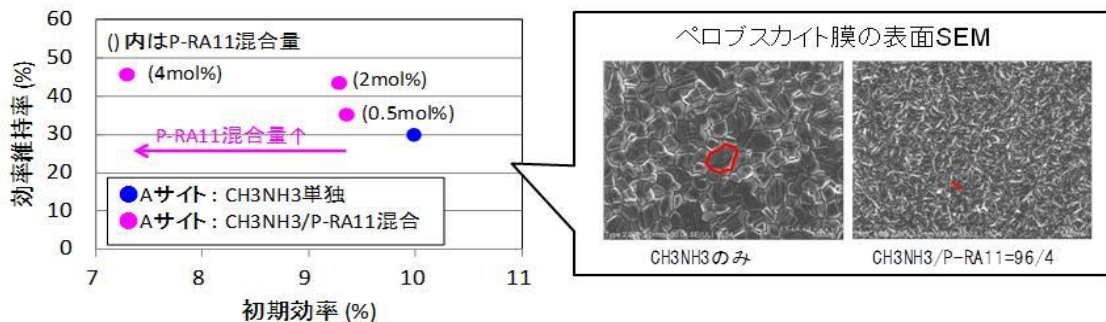 60
50
40
30
20
10
0
効率維持率 (%)
() 内はP-RA11混合量
(4mol%)
(2mol%)
(0.5mol%)
P-RA11混合量↑
Aサイト : CH3NH3単独
Aサイト : CH3NH3/P-RA11混合
7 8 9 10 11
初期効率 (%)
ペロブスカイト膜の表面SEM
CH3NH3のみ
CH3NH3/P-RA11=96/4